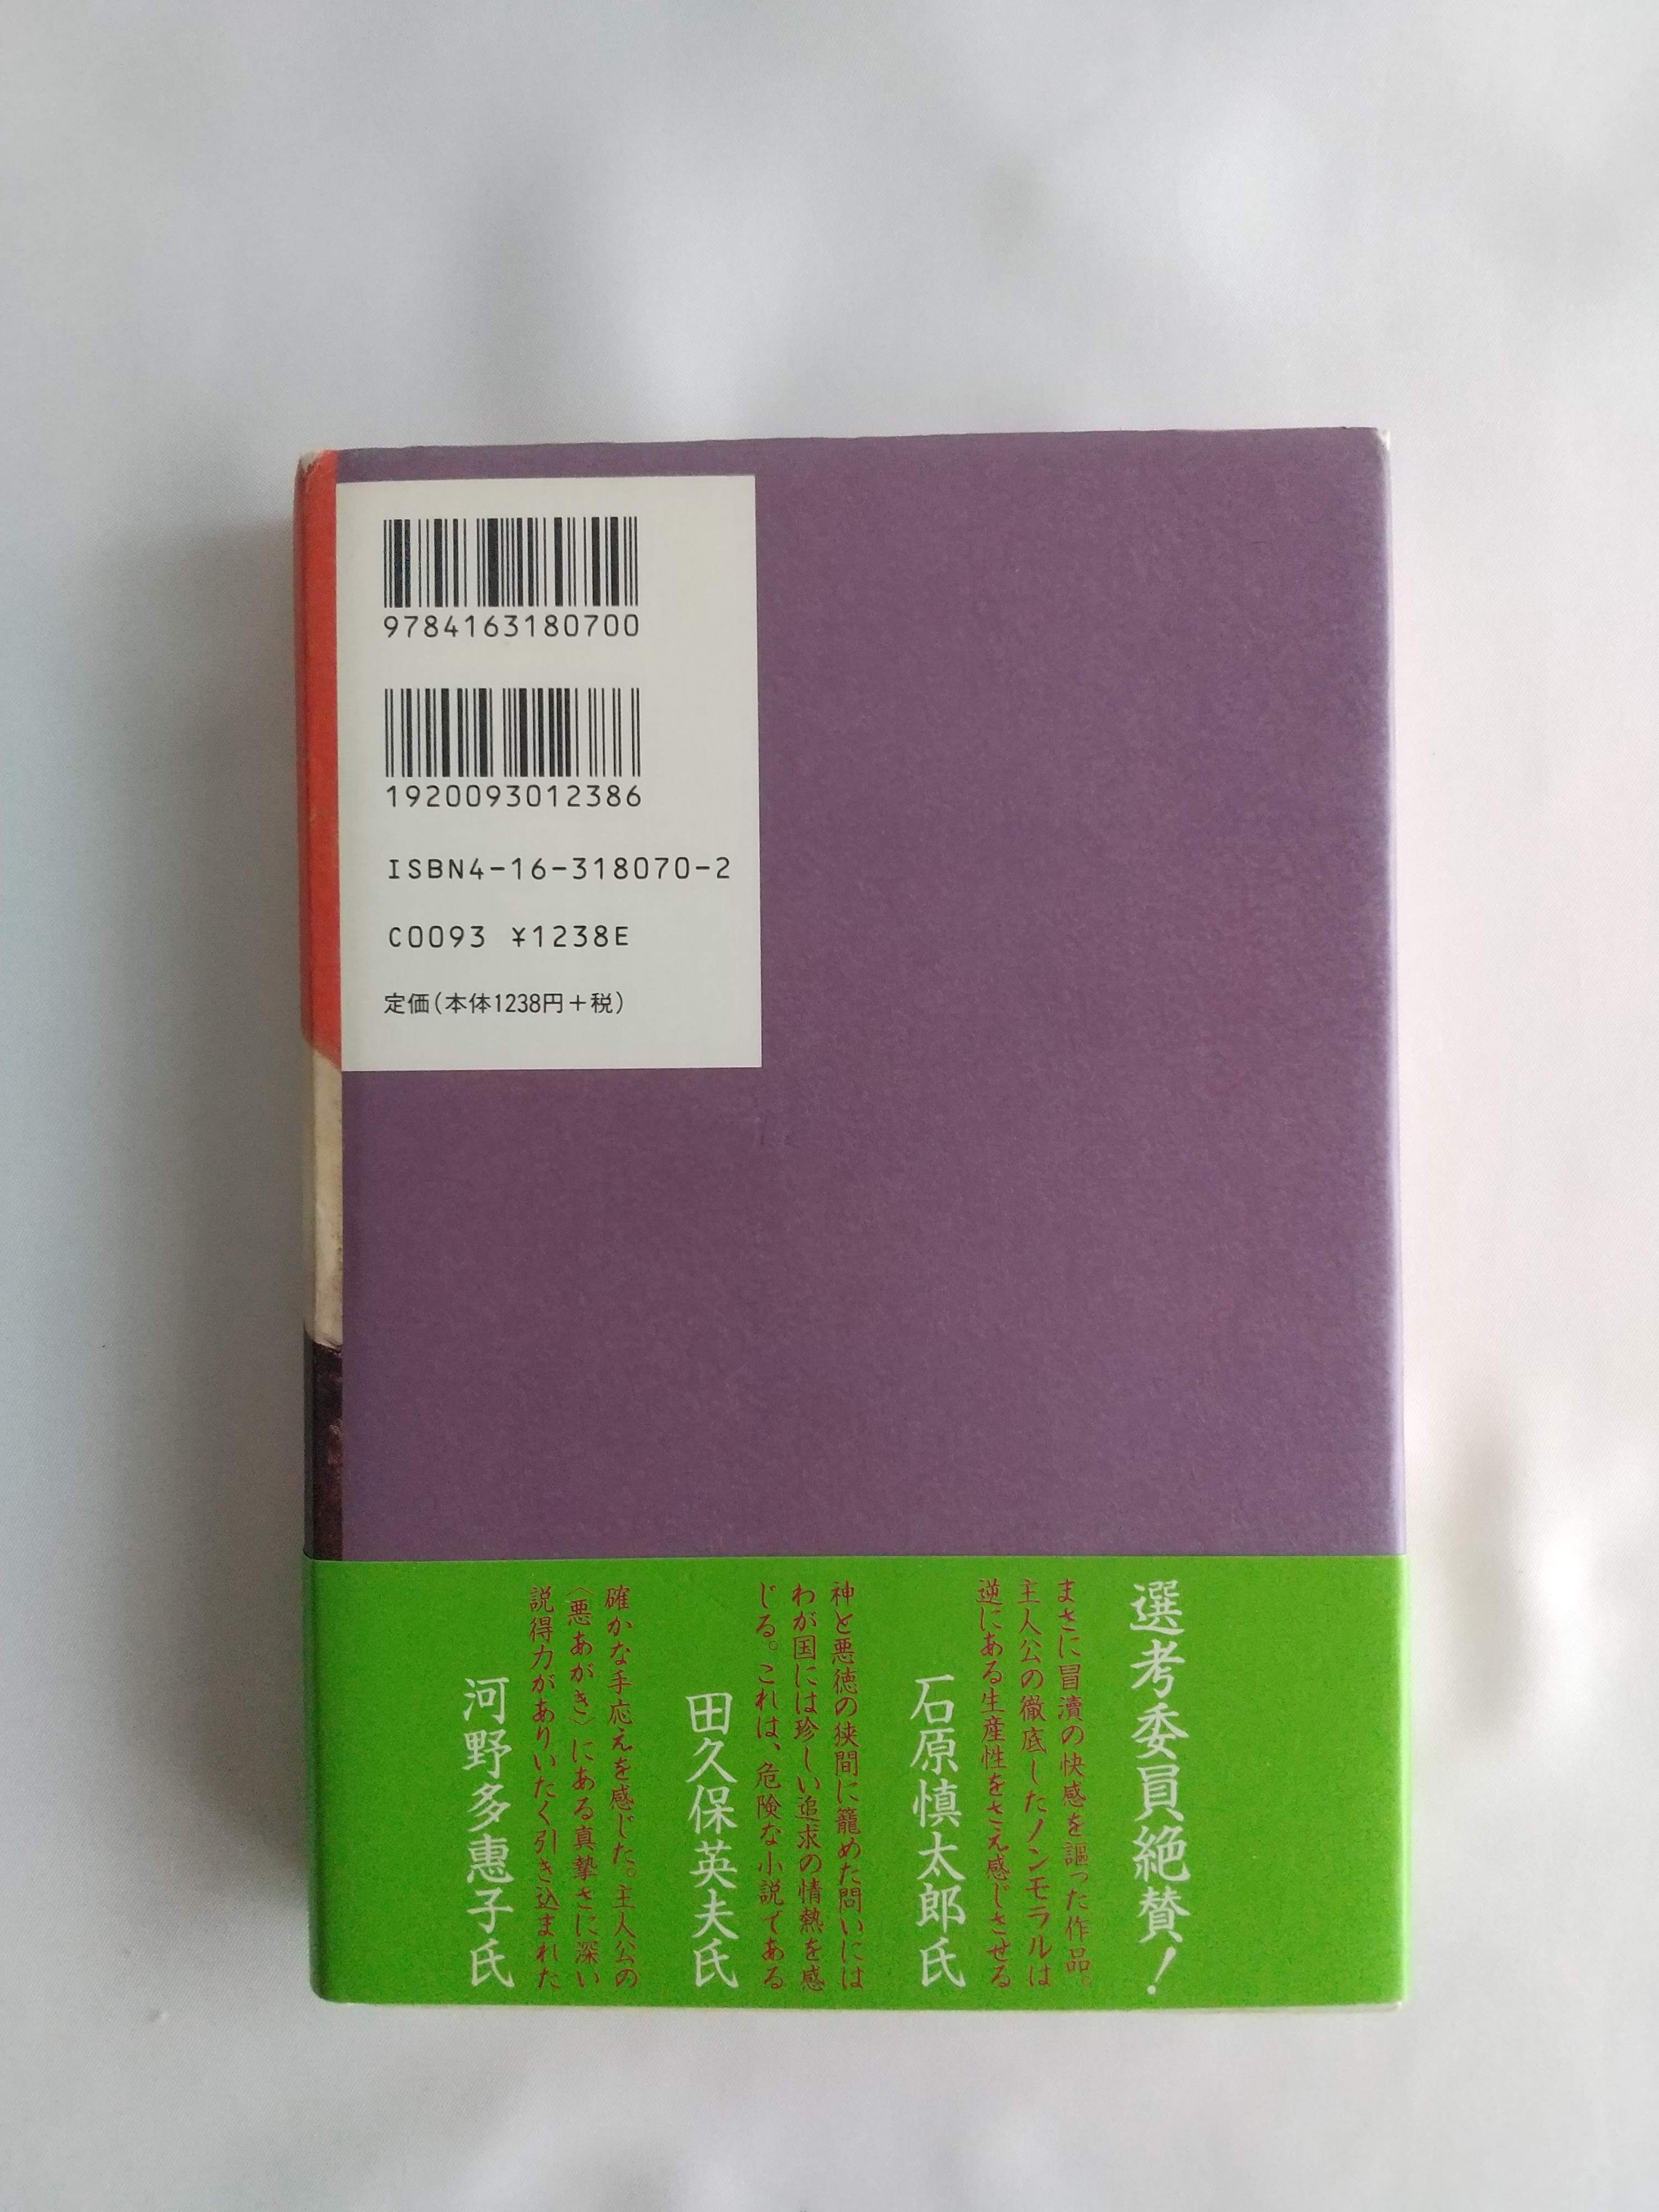 9784163180700
1920093012386
ISBN4-16-318070-2
C0093 ¥1238E
定価(本体1238円+税)
選考委員絶賛!
まさに冒瀆の快感を謳った作品。
主人公の徹底したノンモラルは
逆にある生産性をさえ感じさせる
石原慎太郎氏
神と悪徳の狭間に籠めた問いには
わが国には珍しい追求の情熱を感
じる。これは、危険な小説である
田久保英夫氏
確かな手応えを感じた。主人公の
〈悪あがき〉にある真摯さに深い
説得力がありいたく引き込まれた
河野多惠子氏